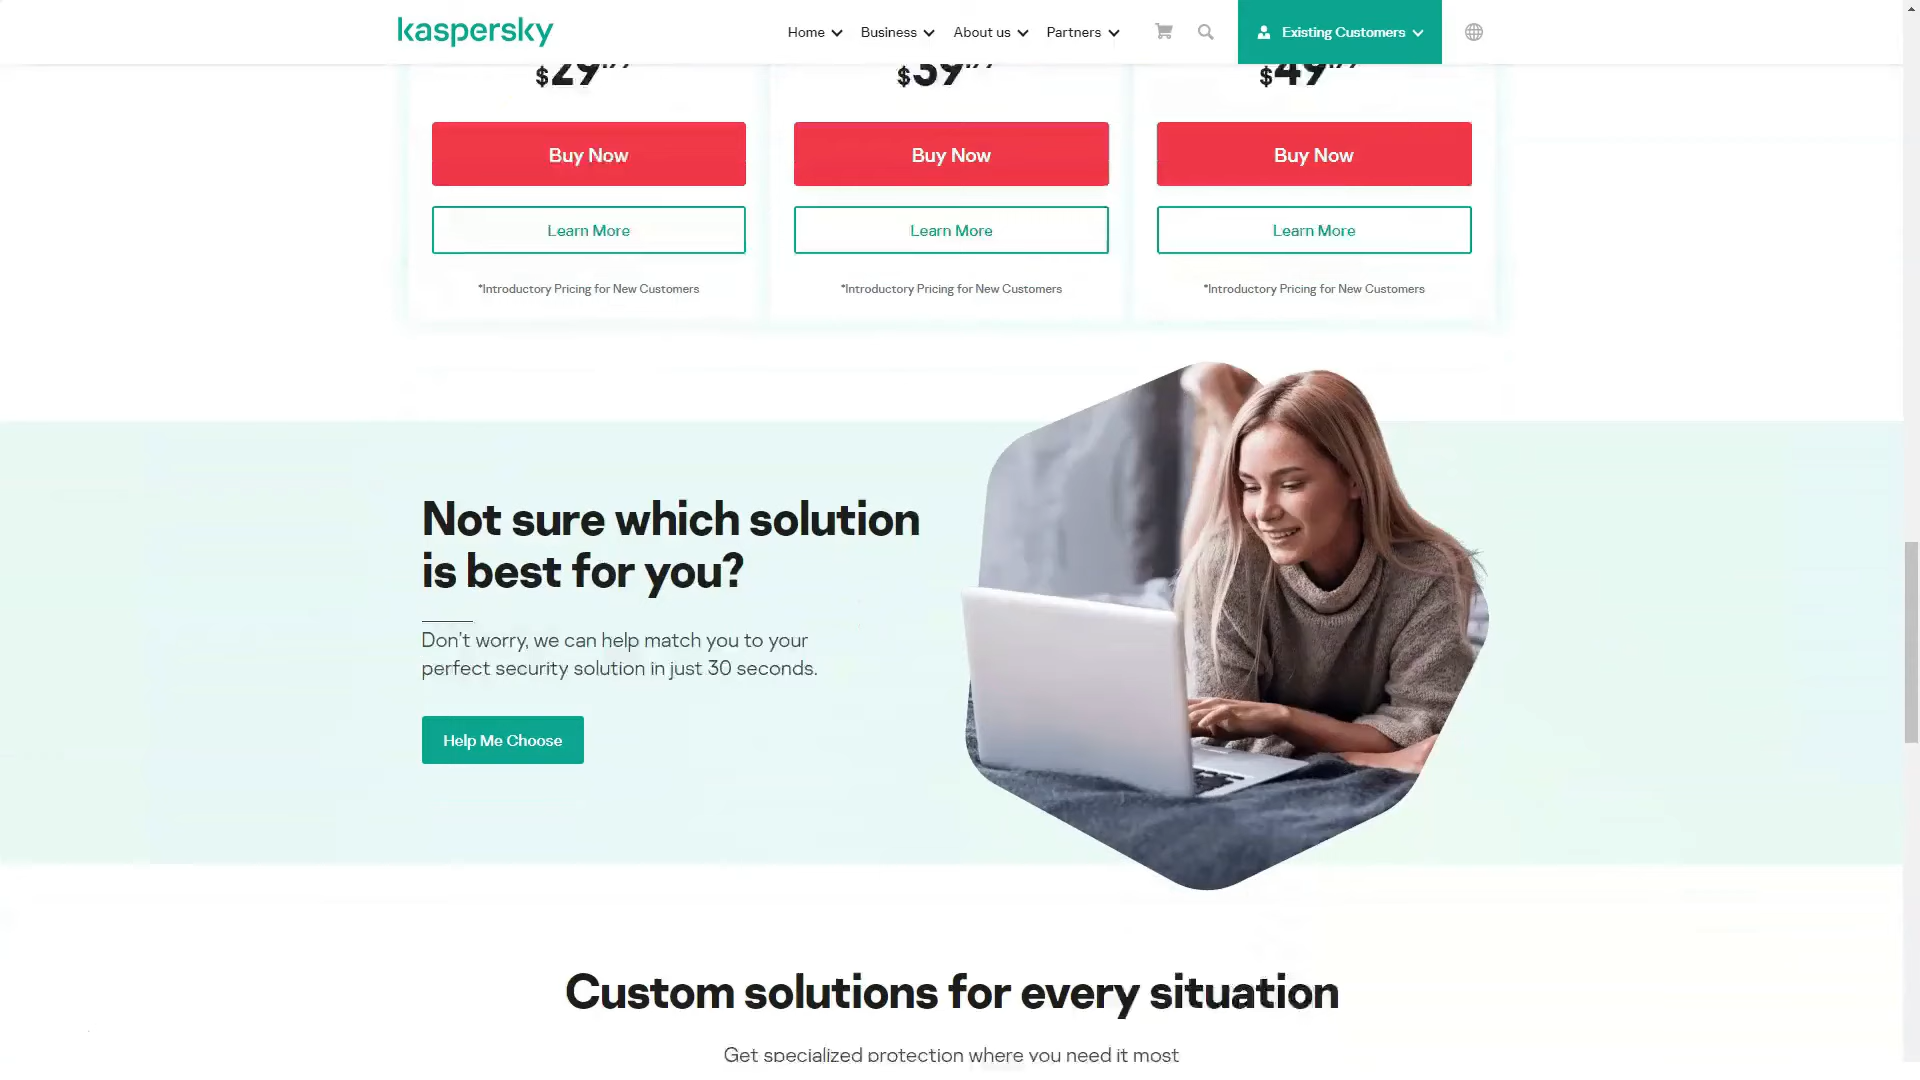 kaspersky
Home Business About us Partners Existing Customers
$29 $39 $49
Buy Now Buy Now Buy Now
Learn More Learn More Learn More
*Introductory Pricing for New Customers *Introductory Pricing for New Customers *Introductory Pricing for New Customers
Not sure which solution
is best for you?
Don't worry, we can help match you to your
perfect security solution in just 30 seconds.
Help Me Choose
Custom solutions for every situation
Get specialized protection where you need it most